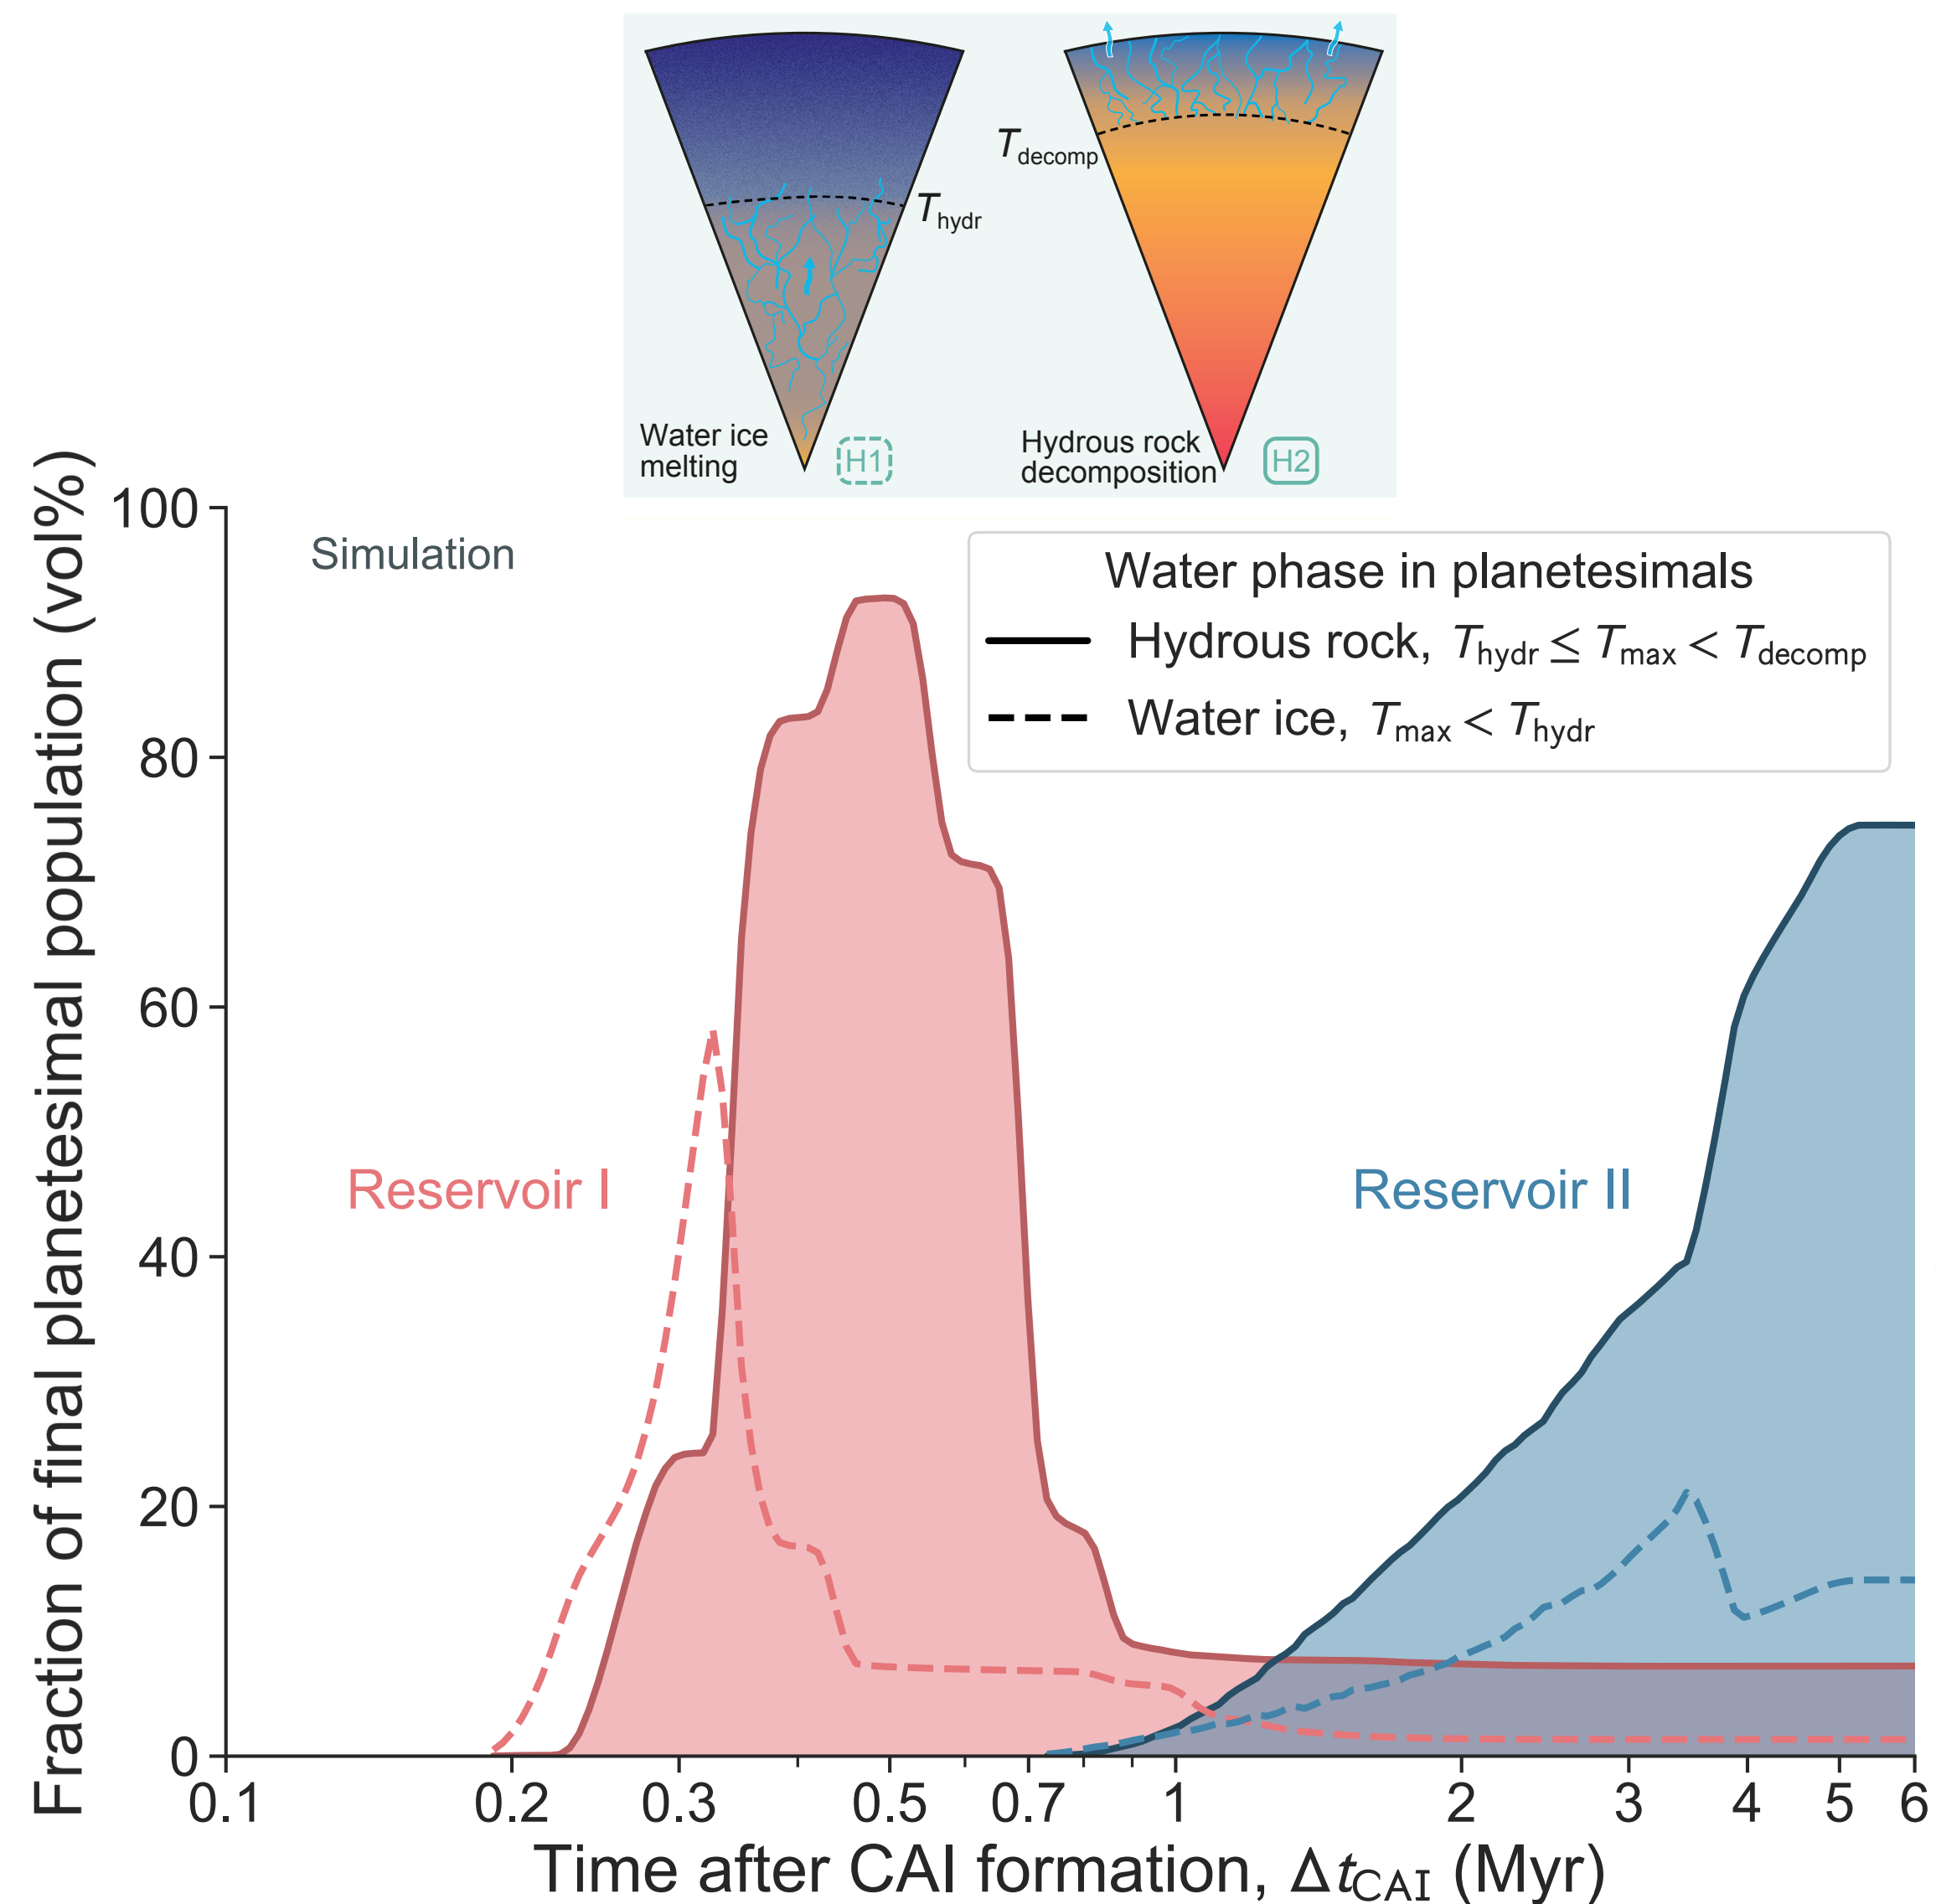 T_decomp
T_hydr
Water ice
melting
H1
Hydrous rock
decomposition
H2
Fraction of final planetesimal population (vol%)
100
80
60
40
20
0
Simulation
Water phase in planetesimals
Hydrous rock, T_hydr ≤ T_max < T_decomp
Water ice, T_max < T_hydr
Reservoir I
Reservoir II
0.1 0.2 0.3 0.5 0.7 1 2 3 4 5 6
Time after CAI formation, Δt_CAI (Myr)